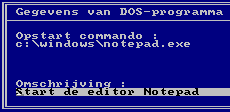 Gegevens van DOS-programma
Opstart commando :
c:\windows\notepad.exe
Omschrijving :
Start de editor Notepad